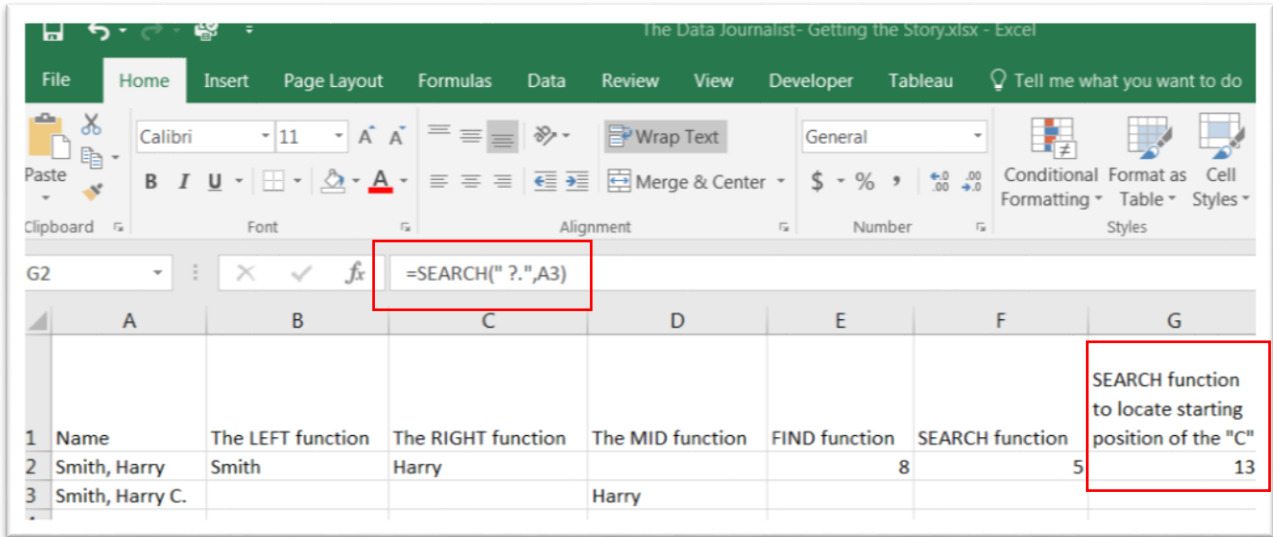 The Data Journalist- Getting the Story.xlsx - Excel
File Home Insert Page Layout Formulas Data Review View Developer Tableau Tell me what you want to do
Calibri 11 A A Wrap Text General
Paste B I U A Merge & Center $ % , .0 .00 .00 .0 Conditional Formatting Format as Table Cell Styles
Clipboard Font Alignment Number Styles
G2 fx =SEARCH(" ?.",A3)
A B C D E F G
1 Name The LEFT function The RIGHT function The MID function FIND function SEARCH function SEARCH function
to locate starting
position of the "C"
2 Smith, Harry Smith Harry 8 5 13
3 Smith, Harry C. Harry